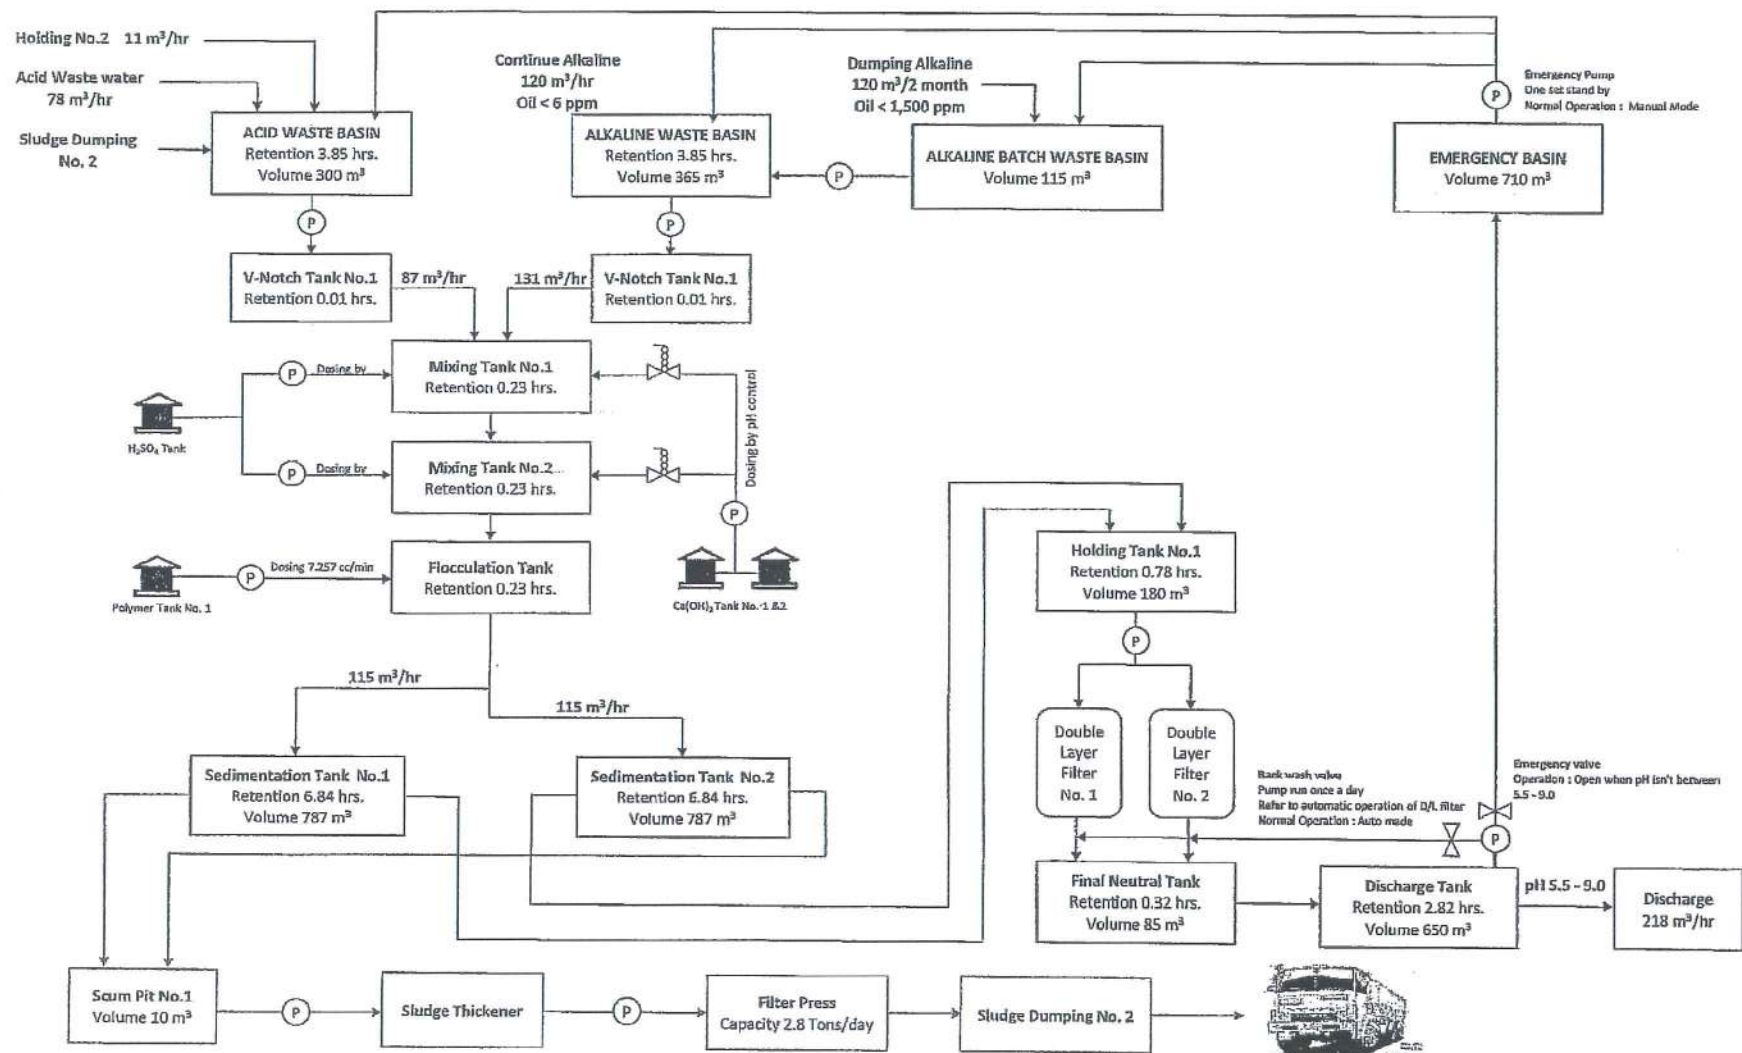 Holding No.2 11 m³/hr
Acid Waste water
78 m³/hr
Sludge Dumping
No. 2
ACID WASTE BASIN
Retention 3.85 hrs.
Volume 300 m³
Continue Alkaline
120 m³/hr
Oil < 6 ppm
ALKALINE WASTE BASIN
Retention 3.85 hrs.
Volume 365 m³
Dumping Alkaline
120 m³/2 month
Oil < 1,500 ppm
ALKALINE BATCH WASTE BASIN
Volume 115 m³
P
Emergency Pump
One set stand by
Normal Operation : Manual Mode
P
EMERGENCY BASIN
Volume 710 m³
P
P
V-Notch Tank No.1
Retention 0.01 hrs.
87 m³/hr
131 m³/hr
V-Notch Tank No.1
Retention 0.01 hrs.
H₂SO₄ Tank
P
Dosing by
Mixing Tank No.1
Retention 0.23 hrs.
P
Dosing by
Mixing Tank No.2
Retention 0.23 hrs.
Dosing by pH control
P
Ca(OH)₂ Tank No. 1 &2
Polymer Tank No. 1
P
Dosing 7.257 cc/min
Flocculation Tank
Retention 0.23 hrs.
115 m³/hr
115 m³/hr
Sedimentation Tank No.1
Retention 6.84 hrs.
Volume 787 m³
Sedimentation Tank No.2
Retention 6.84 hrs.
Volume 787 m³
Holding Tank No.1
Retention 0.78 hrs.
Volume 180 m³
P
Double
Layer
Filter
No. 1
Double
Layer
Filter
No. 2
Back wash valve
Pump run once a day
Refer to automatic operation of D/L filter
Normal Operation : Auto mode
Emergency valve
Operation : Open when pH isn't between
5.5 - 9.0
P
Final Neutral Tank
Retention 0.32 hrs.
Volume 85 m³
Discharge Tank
Retention 2.82 hrs.
Volume 650 m³
pH 5.5 - 9.0
Discharge
218 m³/hr
Scum Pit No.1
Volume 10 m³
P
Sludge Thickener
P
Filter Press
Capacity 2.8 Tons/day
Sludge Dumping No. 2